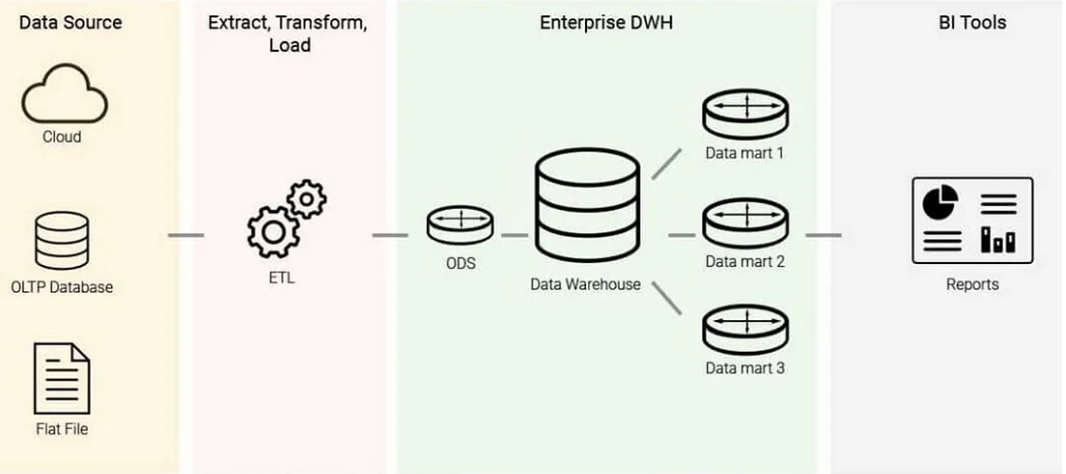 Data Source
Cloud
OLTP Database
Flat File
Extract, Transform,
Load
ETL
Enterprise DWH
ODS
Data Warehouse
Data mart 1
Data mart 2
Data mart 3
BI Tools
Reports